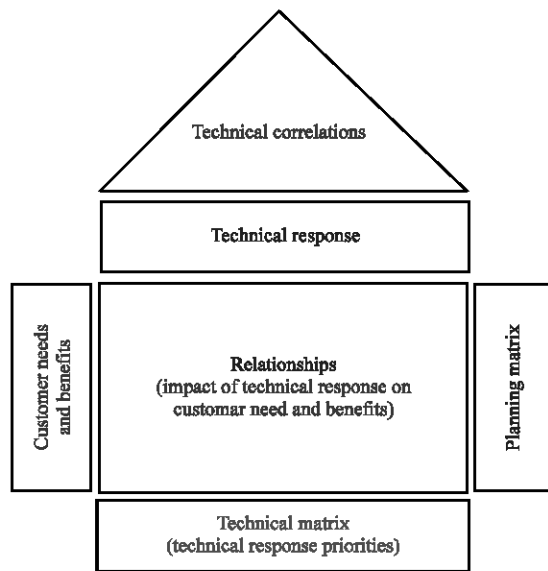 Technical correlations
Technical response
Customer needs
and benefits
Relationships
(impact of technical response on
customar need and benefits)
Planning matrix
Technical matrix
(technical response priorities)